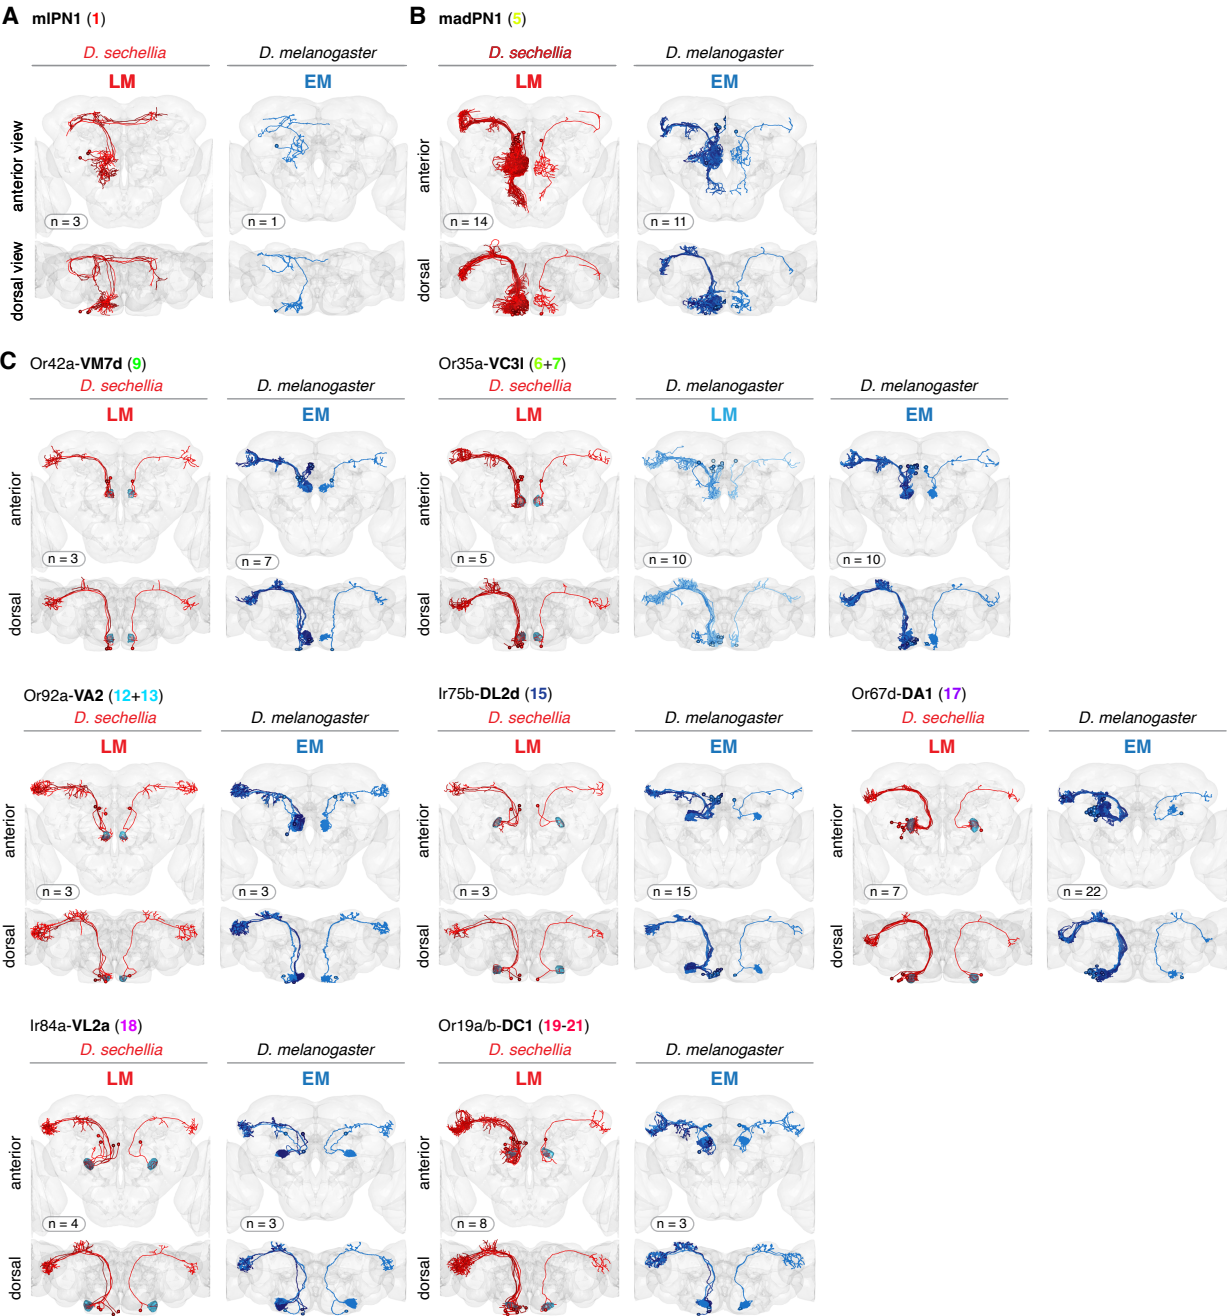 A mlPN1 (1)
D. sechellia
D. melanogaster
LM
EM
anterior view
n = 3
n = 1
dorsal view
B madPN1 (5)
D. sechellia
D. melanogaster
LM
EM
anterior
n = 14
n = 11
dorsal
C Or42a-VM7d (9)
D. sechellia
D. melanogaster
LM
EM
anterior
n = 3
n = 7
dorsal
Or35a-VC3l (6+7)
D. sechellia
D. melanogaster
D. melanogaster
LM
LM
EM
anterior
n = 5
n = 10
n = 10
dorsal
Or92a-VA2 (12+13)
D. sechellia
D. melanogaster
LM
EM
anterior
n = 3
n = 3
dorsal
Ir75b-DL2d (15)
D. sechellia
D. melanogaster
LM
EM
anterior
n = 3
n = 15
dorsal
Or67d-DA1 (17)
D. sechellia
D. melanogaster
LM
EM
anterior
n = 7
n = 22
dorsal
Ir84a-VL2a (18)
D. sechellia
D. melanogaster
LM
EM
anterior
n = 4
n = 3
dorsal
Or19a/b-DC1 (19-21)
D. sechellia
D. melanogaster
LM
EM
anterior
n = 8
n = 3
dorsal